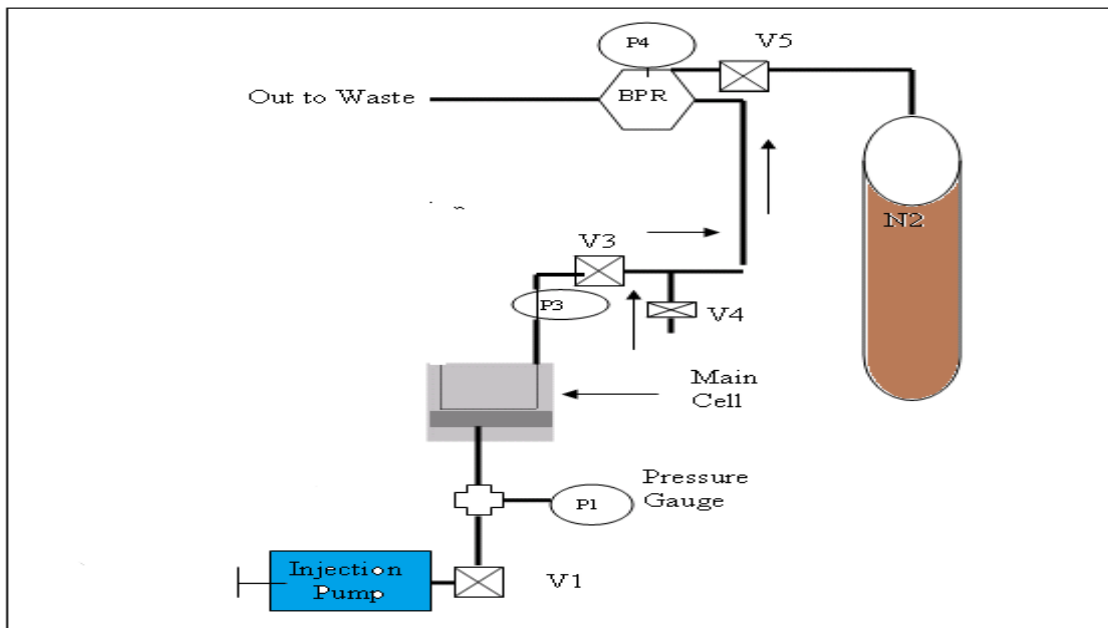 P4
V5
Out to Waste
BPR
N2
V3
P3
V4
Main
Cell
Pressure
Gauge
P1
Injection
Pump
V1